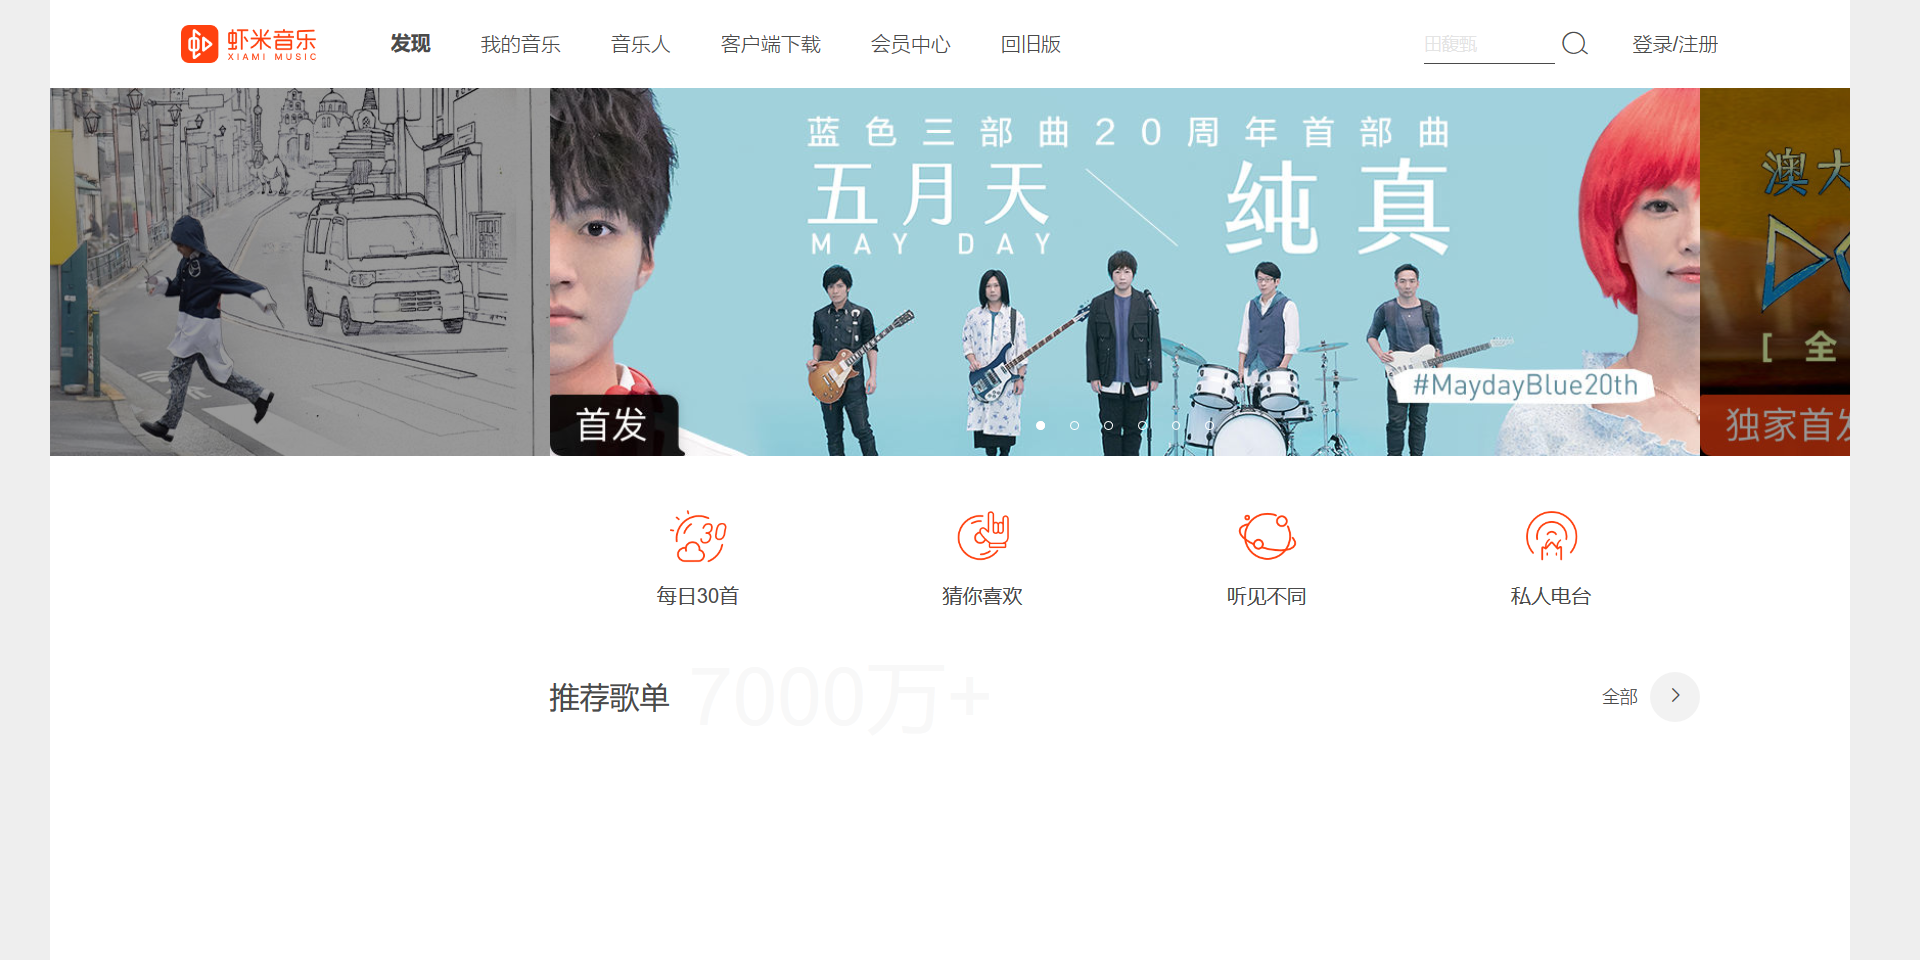 虾米音乐
XIAMI MUSIC
发现
我的音乐
音乐人
客户端下载
会员中心
回旧版
田馥甄
登录/注册
蓝色三部曲20周年首部曲
五月天
纯真
MAY DAY
#MaydayBlue20th
首发
澳大
[ 全
独家首发
30
每日30首
猜你喜欢
听见不同
私人电台
推荐歌单
7000万+
全部